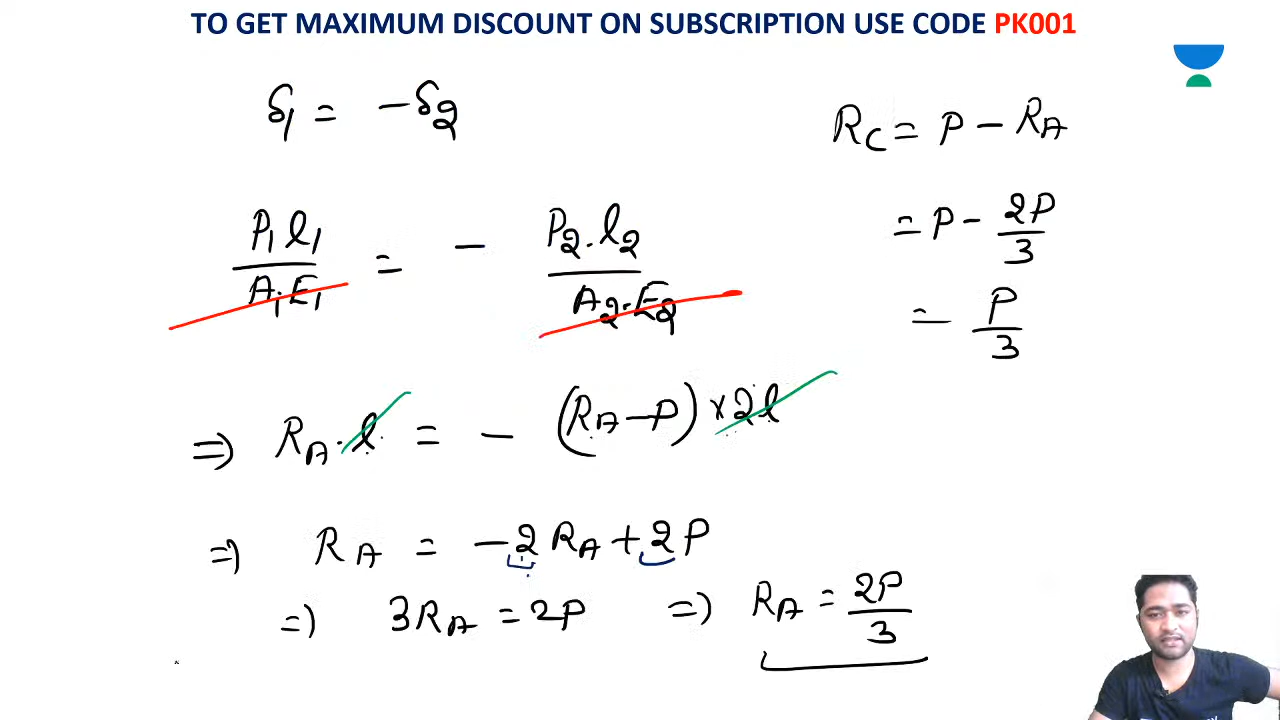 TO GET MAXIMUM DISCOUNT ON SUBSCRIPTION USE CODE PK001
δ1 = -δ2
P1 l1 / A1.E1 = - P2.l2 / A2.E2
⇒ RA.l = - (RA-P) × 2l
⇒ RA = -2RA+2P
⇒ 3RA = 2P ⇒ RA = 2P/3
RC = P - RA
= P - 2P/3
= P/3